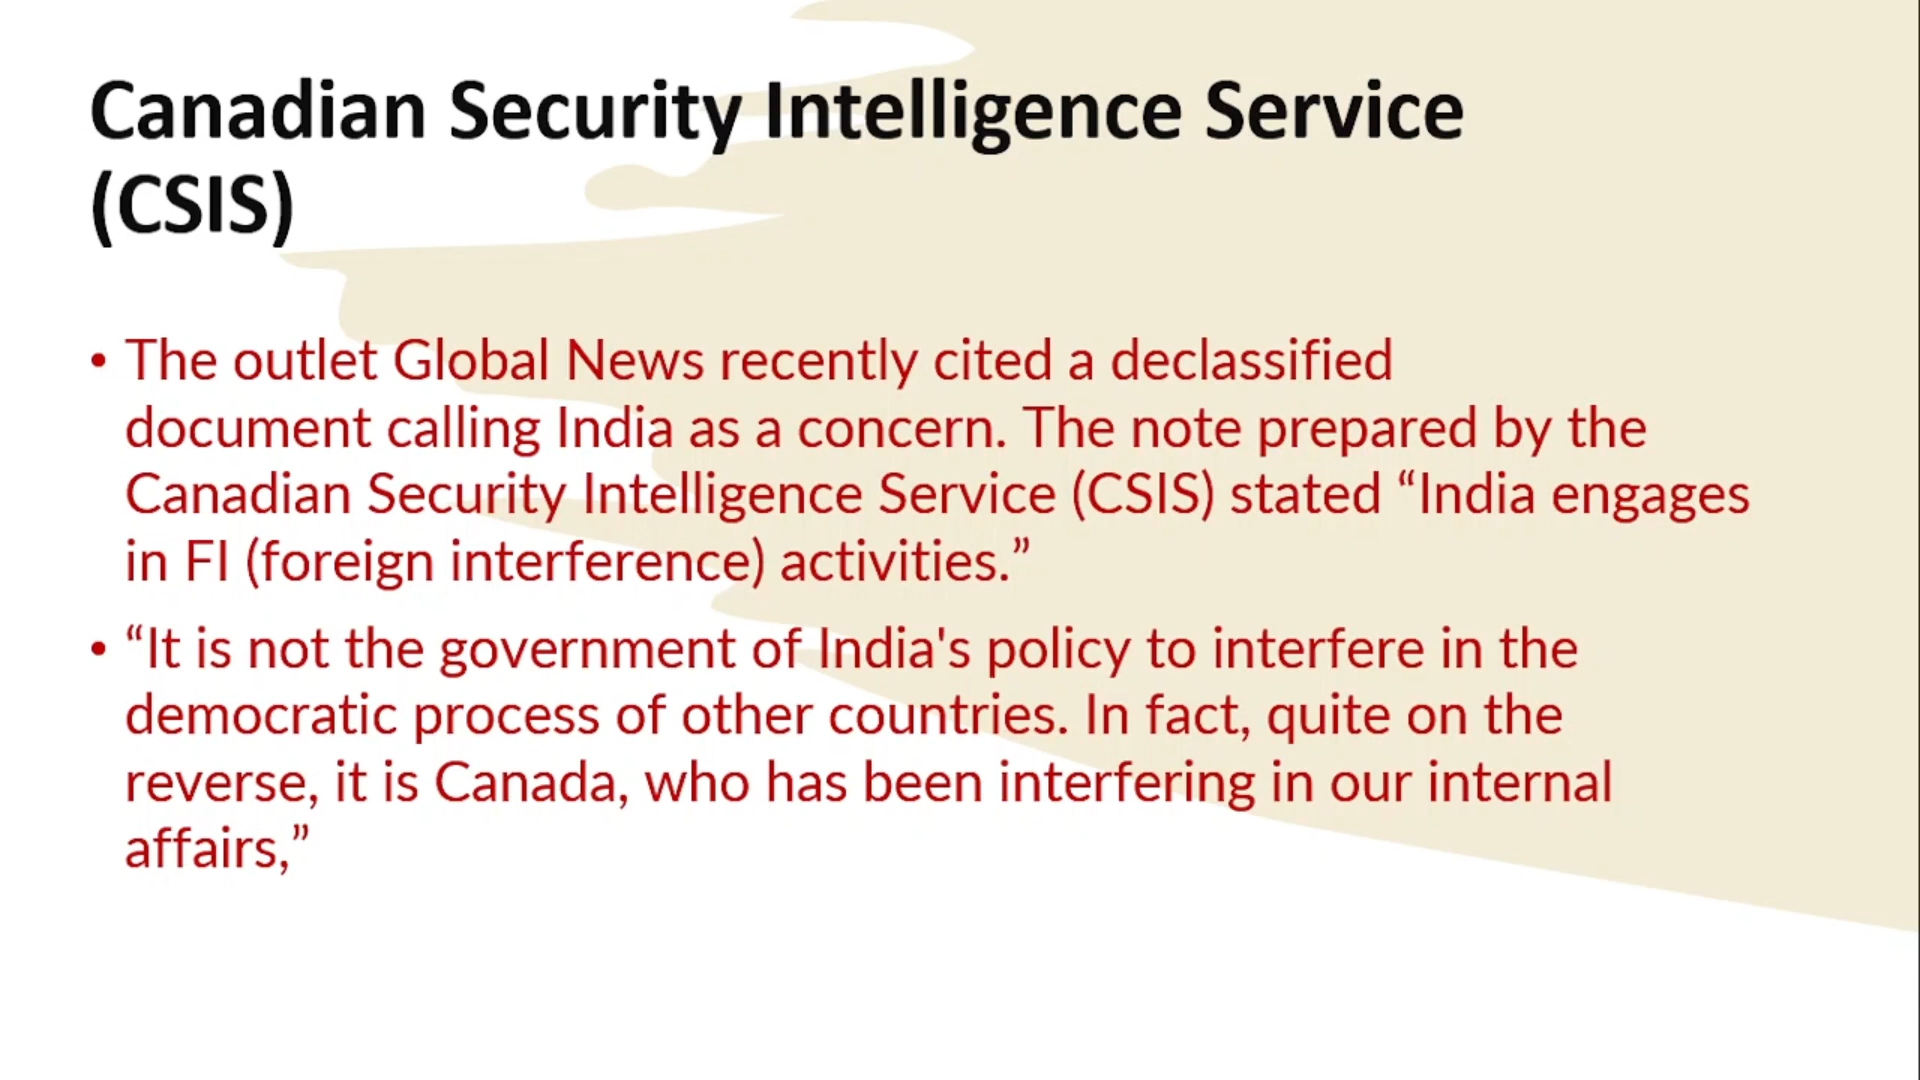 Canadian Security Intelligence Service
(CSIS)
• The outlet Global News recently cited a declassified
document calling India as a concern. The note prepared by the
Canadian Security Intelligence Service (CSIS) stated “India engages
in FI (foreign interference) activities.”
• “It is not the government of India's policy to interfere in the
democratic process of other countries. In fact, quite on the
reverse, it is Canada, who has been interfering in our internal
affairs,”